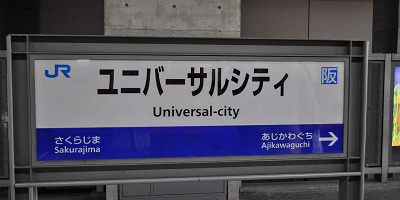 JR
ユニバーサルシティ
阪
Universal-city
さくらじま
Sakurajima
あじかわぐち
Ajikawaguchi